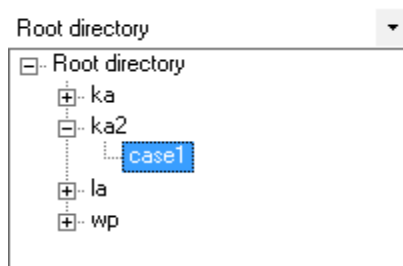 Root directory
Root directory
ka
ka2
case1
la
wp